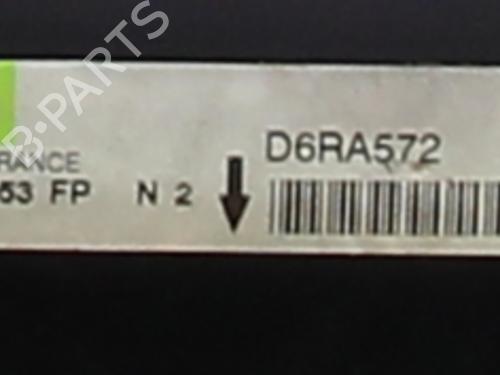 B-PARTS
D6RA572
RANCE
53 FP N 2